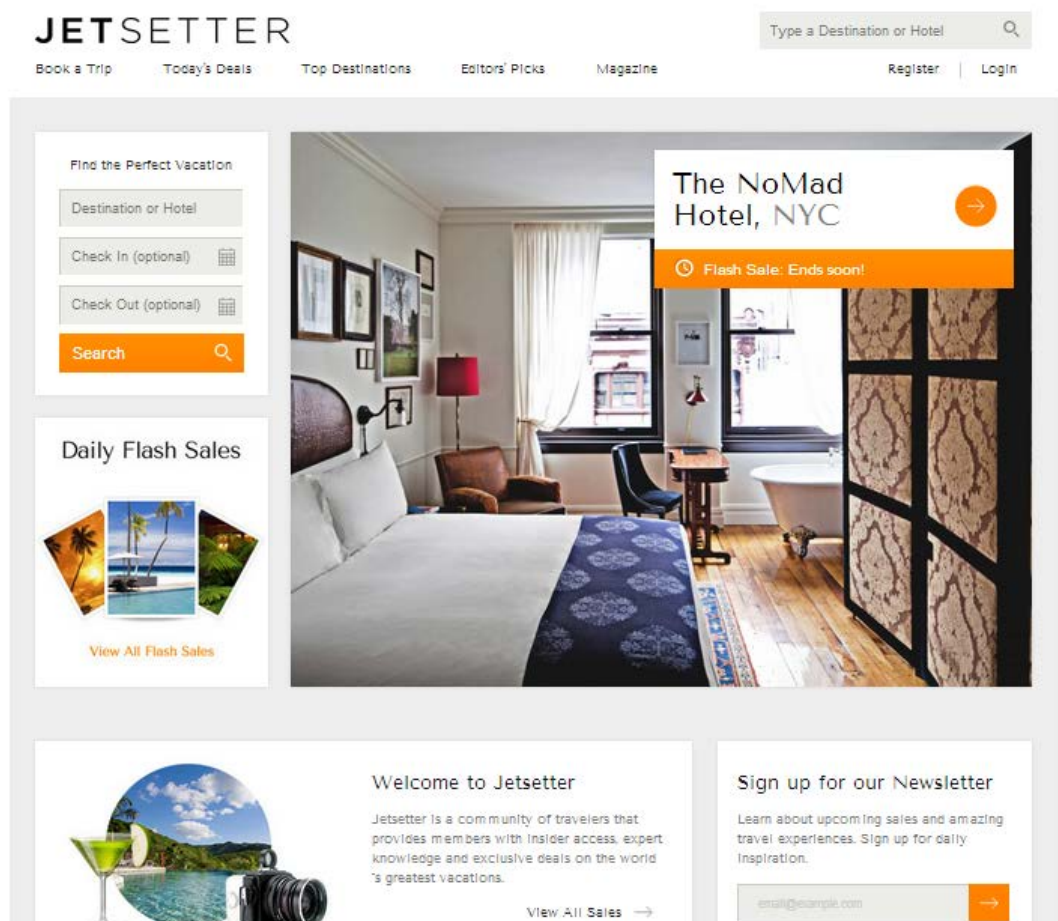 JETSETTER
Type a Destination or Hotel
Book a Trip
Today's Deals
Top Destinations
Editors' Picks
Magazine
Register
Login
Find the Perfect Vacation
Destination or Hotel
Check In (optional)
Check Out (optional)
Search
The NoMad
Hotel, NYC
Flash Sale: Ends soon!
Daily Flash Sales
View All Flash Sales
Welcome to Jetsetter
Jetsetter is a community of travelers that
provides members with insider access, expert
knowledge and exclusive deals on the world
's greatest vacations.
View All Sales
Sign up for our Newsletter
Learn about upcoming sales and amazing
travel experiences. Sign up for daily
inspiration.
email@example.com